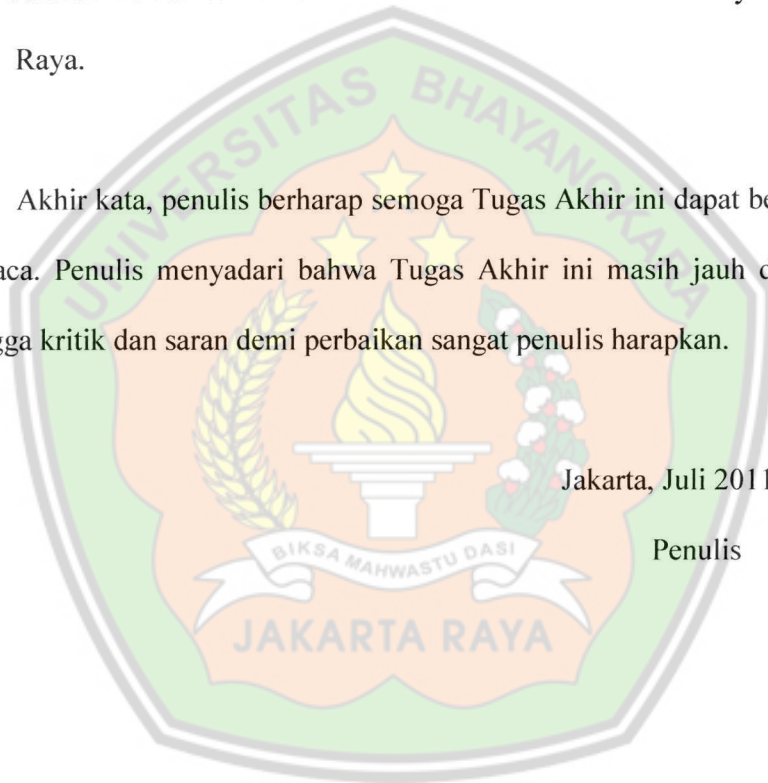 Raya.
Akhir kata, penulis berharap semoga Tugas Akhir ini dapat be
aca. Penulis menyadari bahwa Tugas Akhir ini masih jauh d
gga kritik dan saran demi perbaikan sangat penulis harapkan.
Jakarta, Juli 2011
Penulis
UNIVERSITAS BHAYANGKARA
BIKSA MAHWASTU DASI
JAKARTA RAYA